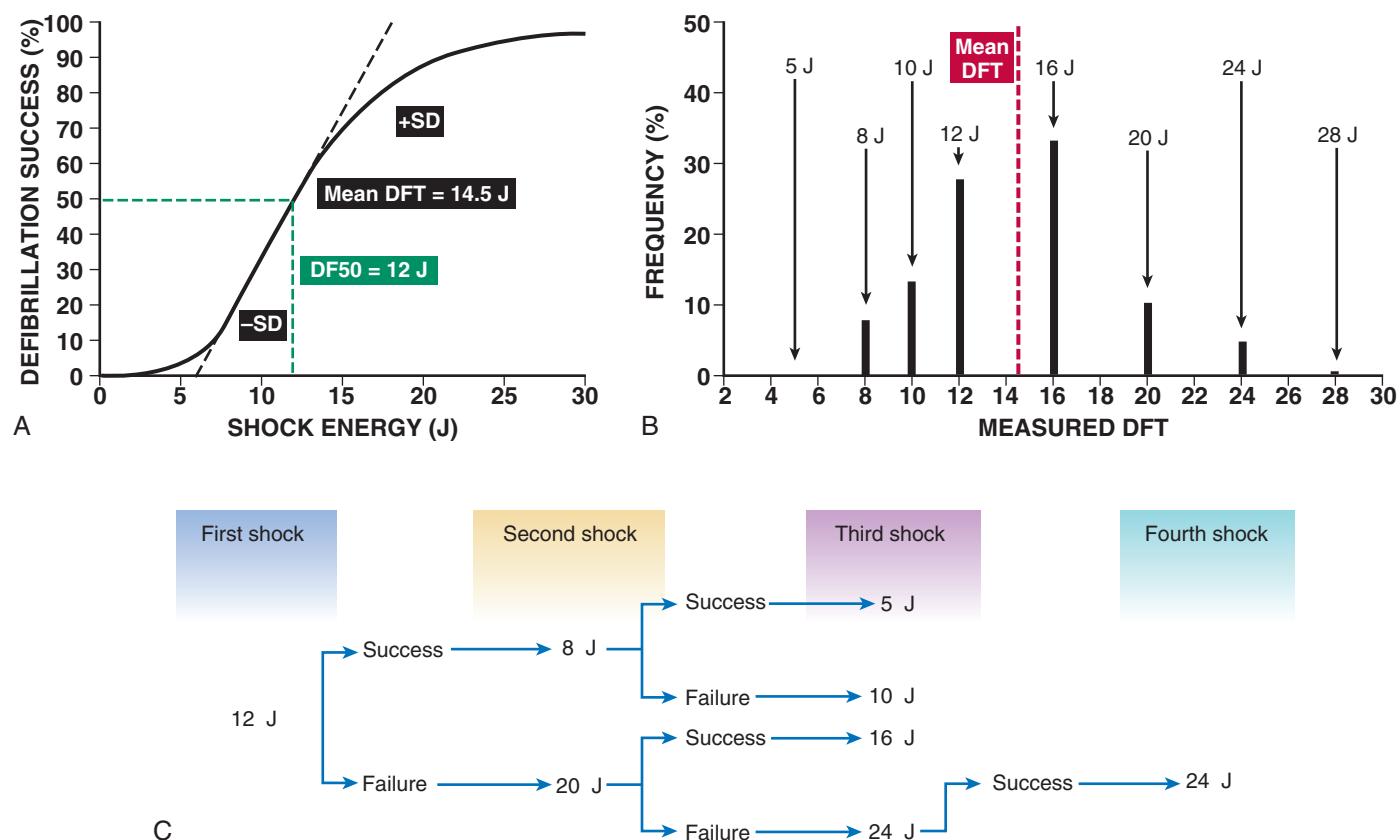 DEFIBRILLATION SUCCESS (%)
100
90
80
70
60
50
40
30
20
10
0
+SD
Mean DFT = 14.5 J
DF50 = 12 J
–SD
0 5 10 15 20 25 30
SHOCK ENERGY (J)
A
FREQUENCY (%)
50
40
30
20
10
0
Mean
DFT
5 J
8 J
10 J
12 J
16 J
20 J
24 J
28 J
2 4 6 8 10 12 14 16 18 20 22 24 26 28 30
MEASURED DFT
B
First shock
Second shock
Third shock
Fourth shock
Success 5 J
Success 8 J
Failure 10 J
12 J
Success 16 J
Failure 20 J
Success 24 J
Failure 24 J
C